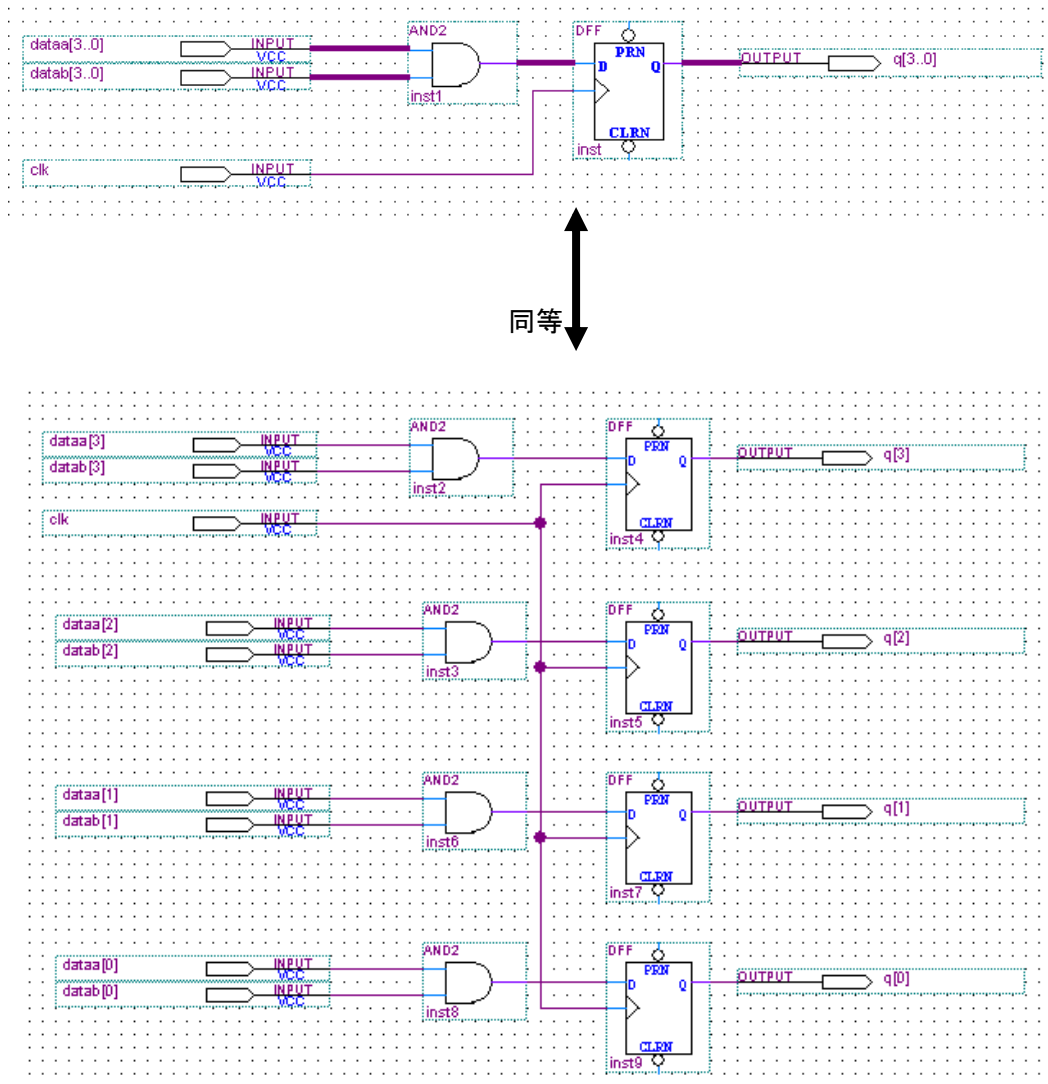 AND2
DFF
dataa[3..0]
INPUT
VCC
PRN
D
Q
OUTPUT
q[3..0]
datab[3..0]
INPUT
VCC
inst1
CLRN
inst
clk
INPUT
VCC
同等
AND2
DFF
dataa[3]
INPUT
VCC
PRN
D
Q
OUTPUT
q[3]
datab[3]
INPUT
VCC
inst2
clk
INPUT
VCC
CLRN
inst4
AND2
DFF
dataa[2]
INPUT
VCC
PRN
D
Q
OUTPUT
q[2]
datab[2]
INPUT
VCC
inst3
CLRN
inst5
AND2
DFF
dataa[1]
INPUT
VCC
PRN
D
Q
OUTPUT
q[1]
datab[1]
INPUT
VCC
inst6
CLRN
inst7
AND2
DFF
dataa[0]
INPUT
VCC
PRN
D
Q
OUTPUT
q[0]
datab[0]
INPUT
VCC
inst8
CLRN
inst9